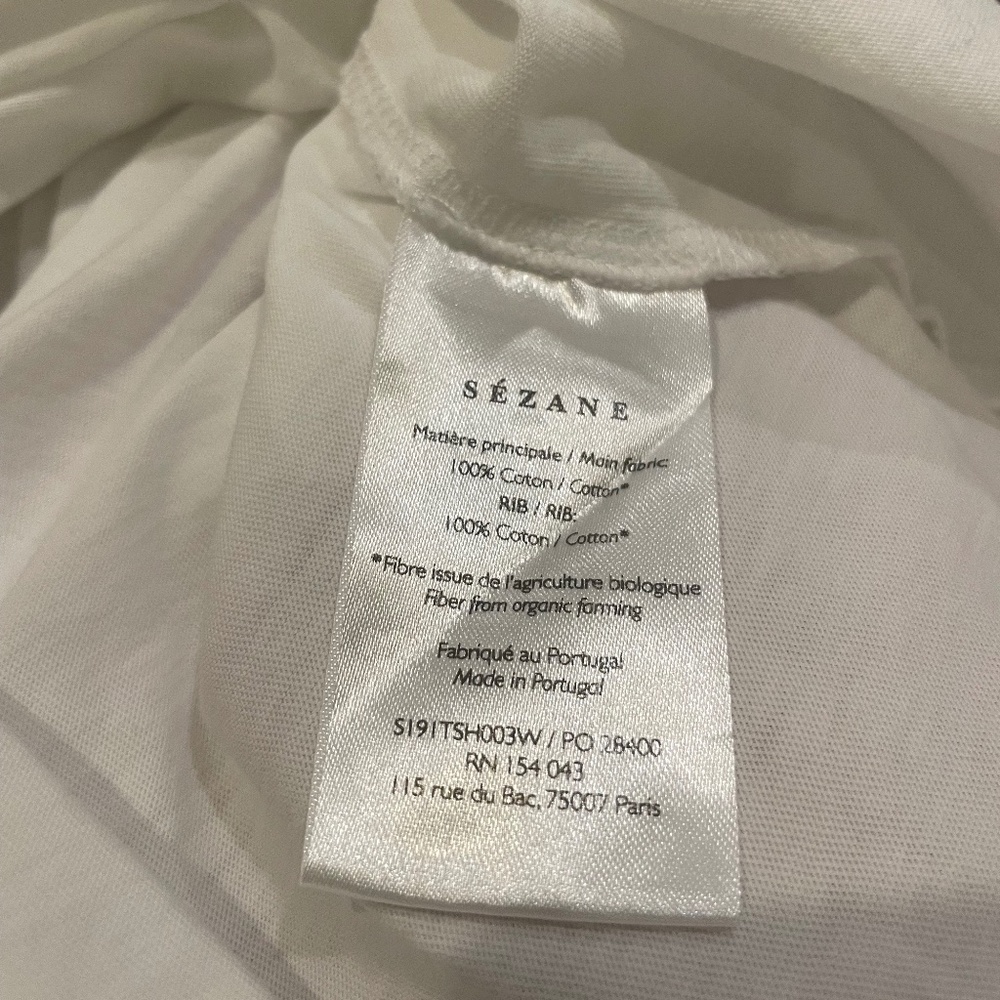 SÉZANE
Matière principale / Main fabric:
100% Coton / Cotton*
RIB / RIB:
100% Coton / Cotton*
*Fibre issue de l'agriculture biologique
Fiber from organic farming
Fabriqué au Portugal
Made in Portugal
S191TSH003W / PO 28400
RN 154 043
115 rue du Bac, 75007 Paris